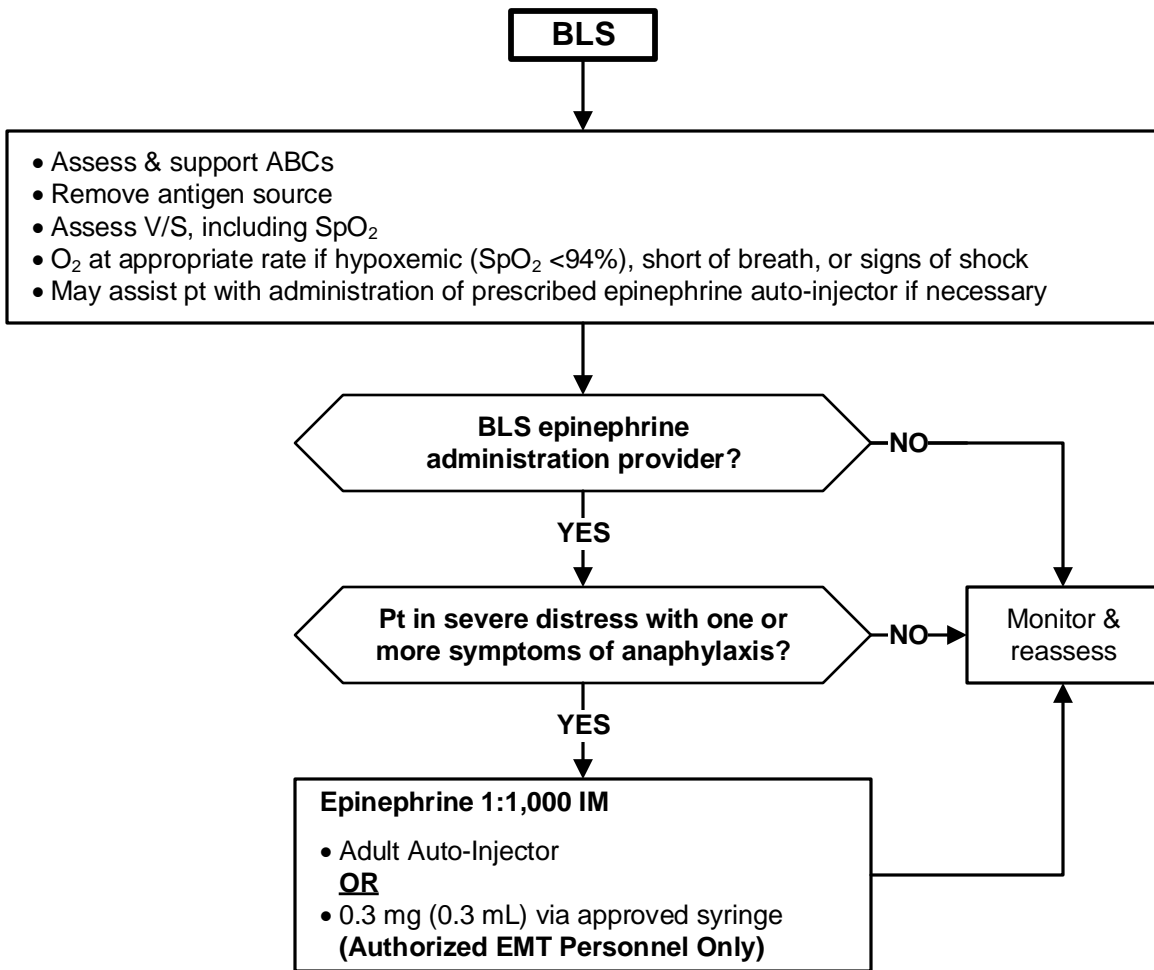 BLS
• Assess & support ABCs
• Remove antigen source
• Assess V/S, including SpO₂
• O₂ at appropriate rate if hypoxemic (SpO₂ <94%), short of breath, or signs of shock
• May assist pt with administration of prescribed epinephrine auto-injector if necessary
BLS epinephrine
administration provider?
NO
YES
Pt in severe distress with one or
more symptoms of anaphylaxis?
NO
Monitor &
reassess
YES
Epinephrine 1:1,000 IM
• Adult Auto-Injector
OR
• 0.3 mg (0.3 mL) via approved syringe
(Authorized EMT Personnel Only)